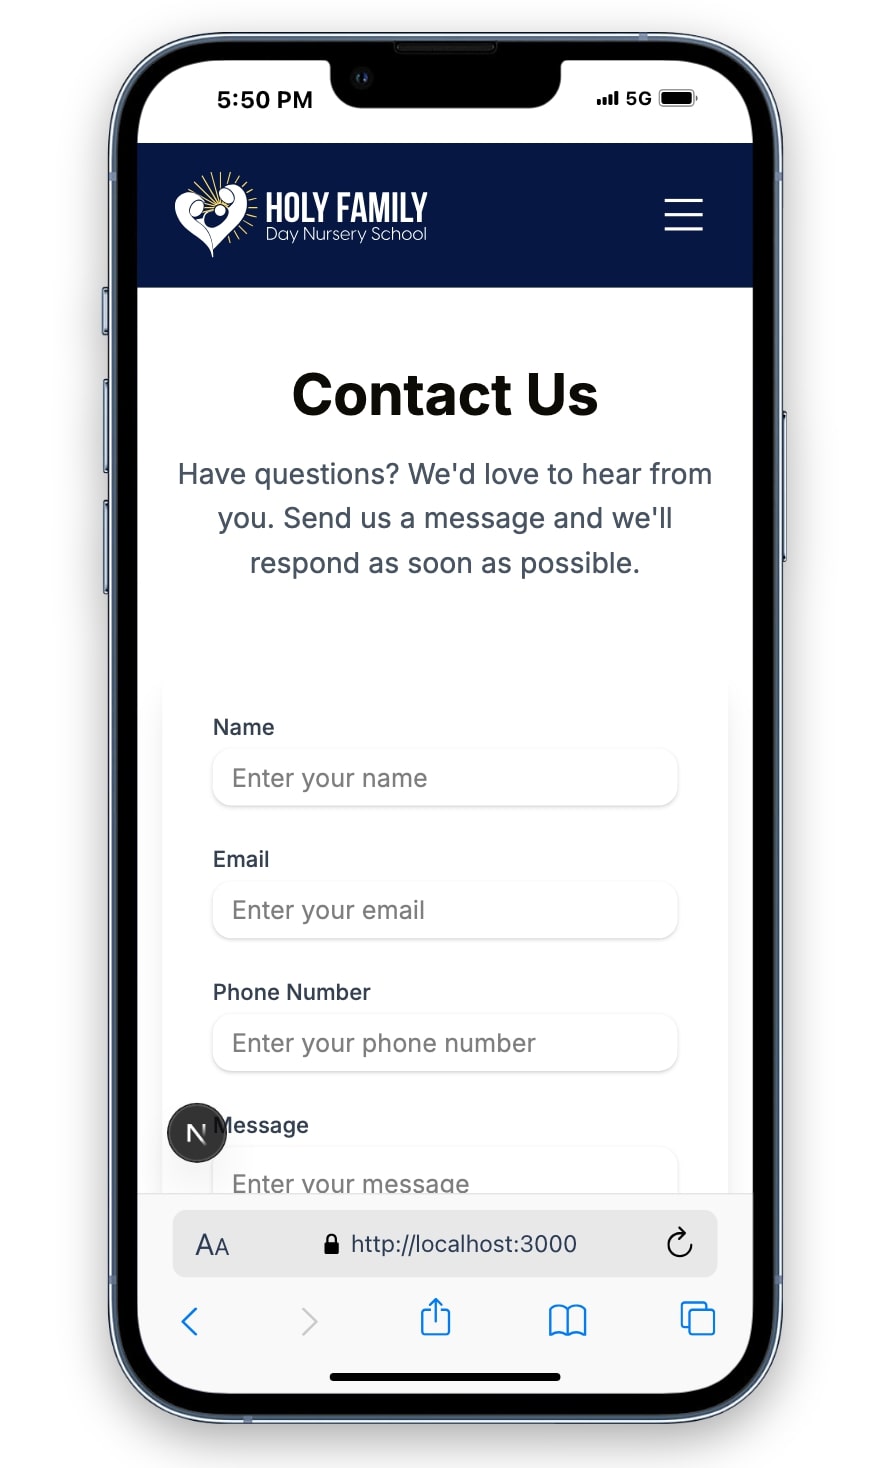 5:50 PM
5G
HOLY FAMILY
Day Nursery School
Contact Us
Have questions? We'd love to hear from
you. Send us a message and we'll
respond as soon as possible.
Name
Enter your name
Email
Enter your email
Phone Number
Enter your phone number
N
Message
Enter your message
AA
http://localhost:3000